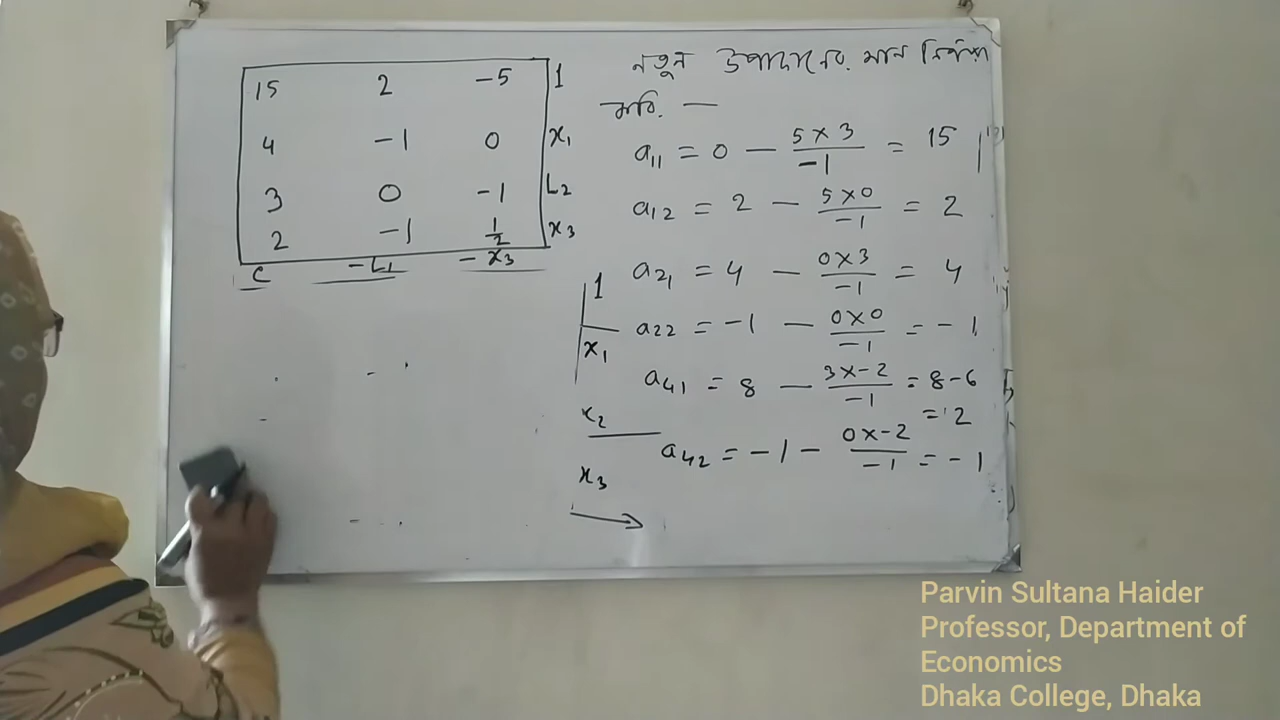 15 2 -5 1
4 -1 0 x₁
3 0 -1 L₂
2 -1 1/2 x₃
C -L₁ -x₃
নতুন উপাদানের মান নির্ণয়
করি. —
a₁₁ = 0 — (5 × 3)/-1 = 15
a₁₂ = 2 — (5 × 0)/-1 = 2
a₂₁ = 4 — (0 × 3)/-1 = 4
a₂₂ = -1 — (0 × 0)/-1 = -1
a₄₁ = 8 — (3 × -2)/-1 = 8-6
= 2
a₄₂ = -1 — (0 × -2)/-1 = -1
1
x₁
x₂
x₃
Parvin Sultana Haider
Professor, Department of
Economics
Dhaka College, Dhaka